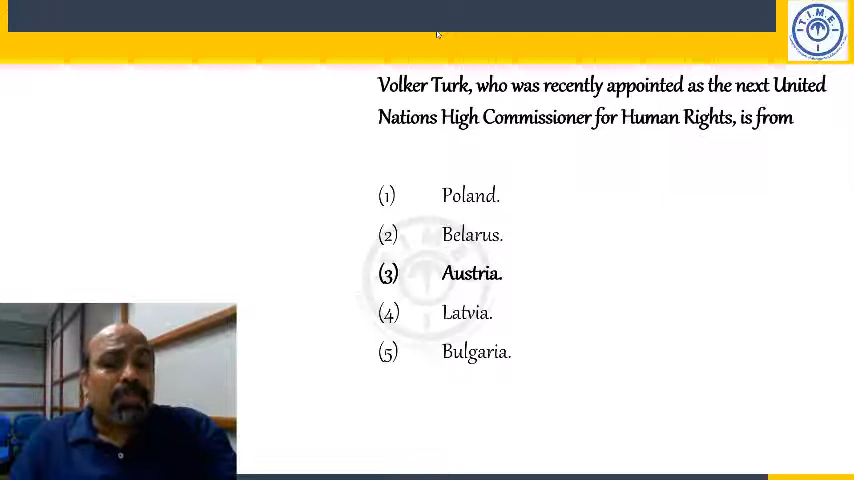 T.I.M.E.
Volker Turk, who was recently appointed as the next United
Nations High Commissioner for Human Rights, is from
(1) Poland.
(2) Belarus.
(3) Austria.
(4) Latvia.
(5) Bulgaria.